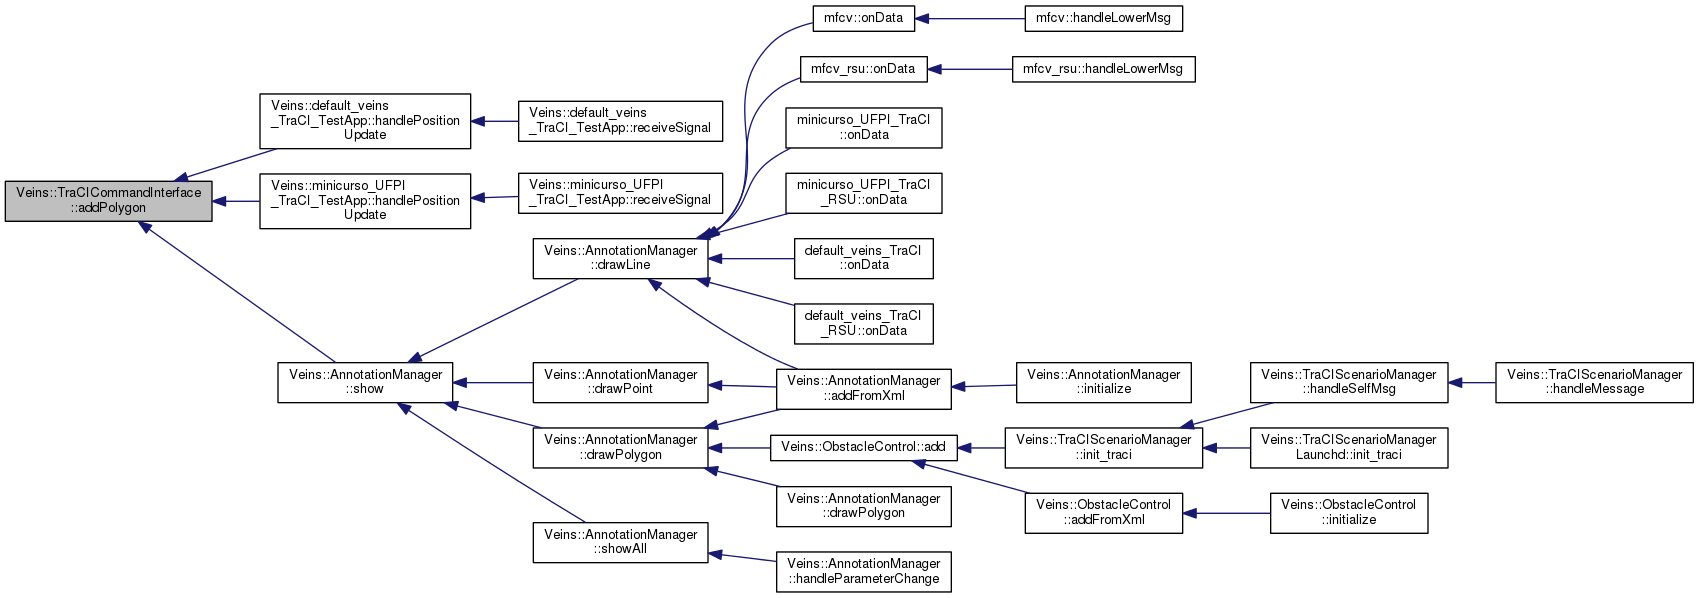 Veins::TraCICommandInterface
::addPolygon
Veins::default_veins
_TraCI_TestApp::handlePosition
Update
Veins::default_veins
_TraCI_TestApp::receiveSignal
Veins::minicurso_UFPI
_TraCI_TestApp::handlePosition
Update
Veins::minicurso_UFPI
_TraCI_TestApp::receiveSignal
Veins::AnnotationManager
::show
Veins::AnnotationManager
::drawLine
mfcv::onData
mfcv::handleLowerMsg
mfcv_rsu::onData
mfcv_rsu::handleLowerMsg
minicurso_UFPI_TraCI
::onData
minicurso_UFPI_TraCI
_RSU::onData
default_veins_TraCI
::onData
default_veins_TraCI
_RSU::onData
Veins::AnnotationManager
::drawPoint
Veins::AnnotationManager
::addFromXml
Veins::AnnotationManager
::initialize
Veins::AnnotationManager
::drawPolygon
Veins::ObstacleControl::add
Veins::TraCIScenarioManager
::init_traci
Veins::TraCIScenarioManager
::handleSelfMsg
Veins::TraCIScenarioManager
::handleMessage
Veins::TraCIScenarioManager
Launchd::init_traci
Veins::ObstacleControl
::addFromXml
Veins::ObstacleControl
::initialize
Veins::AnnotationManager
::drawPolygon
Veins::AnnotationManager
::showAll
Veins::AnnotationManager
::handleParameterChange